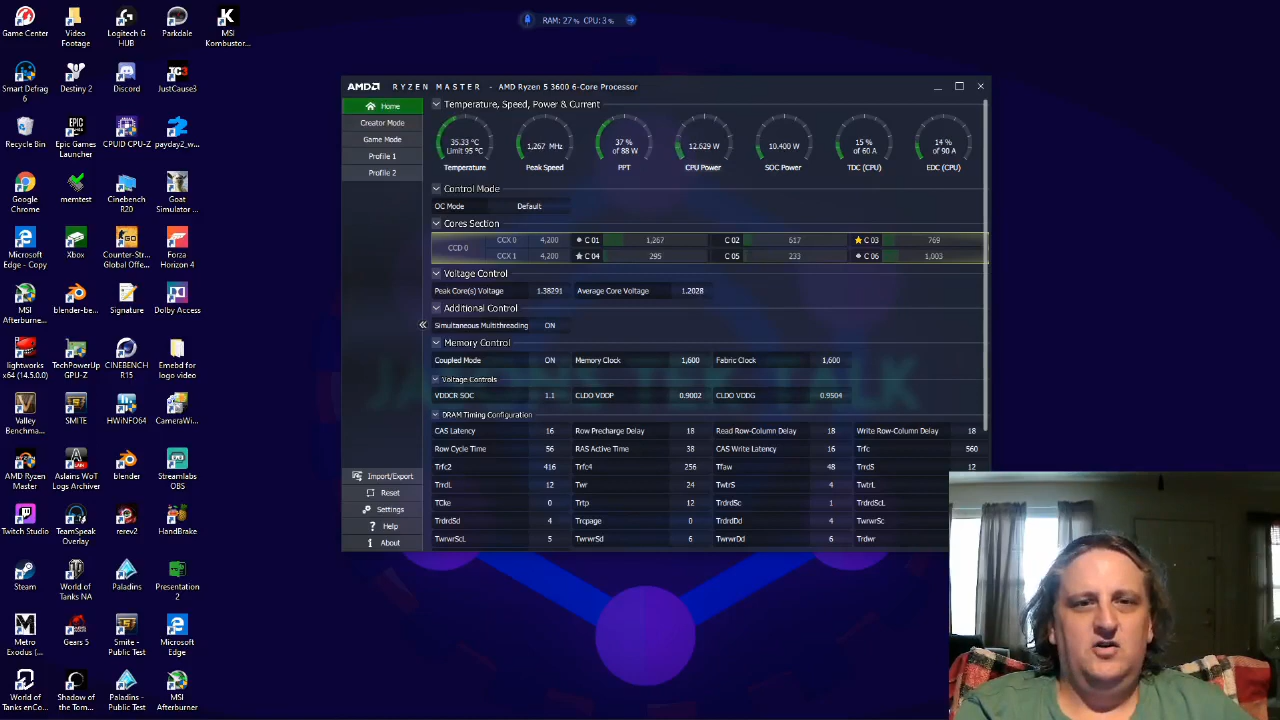 RAM: 27% CPU: 3%
Game Center
Video Footage
Logitech G HUB
Parkdale
MSI Kombustor...
Smart Defrag 6
Destiny 2
Discord
JustCause3
Recycle Bin
Epic Games Launcher
CPUID CPU-Z
payday2_w...
Google Chrome
memtest
Cinebench R20
Goat Simulator ...
Microsoft Edge - Copy
Xbox
Counter-Str... Global Offe...
Forza Horizon 4
MSI Afterburne...
blender-be...
Signature
Dolby Access
lightworks x64 (14.5.0.0)
TechPowerUp GPU-Z
CINEBENCH R15
Emebd for logo video
Valley Benchma...
SMITE
HWiNFO64
CameraWi...
AMD Ryzen Master
Aslains WoT Logs Archiver
blender
Streamlabs OBS
Twitch Studio
TeamSpeak Overlay
rerev2
HandBrake
Steam
World of Tanks NA
Paladins
Presentation 2
Metro Exodus (...
Gears 5
Smite - Public Test
Microsoft Edge
World of Tanks enCo...
Shadow of the Tom...
Paladins - Public Test
MSI Afterburner
AMD RYZEN MASTER - AMD Ryzen 5 3600 6-Core Processor
Home
Creator Mode
Game Mode
Profile 1
Profile 2
Import/Export
Reset
Settings
Help
About
Temperature, Speed, Power & Current
35.33 °C Limit 95 °C
1,267 MHz
37 % of 88 W
12.629 W
10.400 W
15 % of 60 A
14 % of 90 A
Temperature Peak Speed PPT CPU Power SOC Power TDC (CPU) EDC (CPU)
Control Mode
OC Mode Default
Cores Section
CCD 0
CCX 0 4,200 C 01 1,267 C 02 617 C 03 769
CCX 1 4,200 C 04 295 C 05 233 C 06 1,003
Voltage Control
Peak Core(s) Voltage 1.38291 Average Core Voltage 1.2028
Additional Control
Simultaneous Multithreading ON
Memory Control
Coupled Mode ON Memory Clock 1,600 Fabric Clock 1,600
Voltage Controls
VDDCR SOC 1.1 CLDO VDDP 0.9002 CLDO VDDG 0.9504
DRAM Timing Configuration
CAS Latency 16 Row Precharge Delay 18 Read Row-Column Delay 18 Write Row-Column Delay 18
Row Cycle Time 56 RAS Active Time 38 CAS Write Latency 16 Trfc 560
Trfc2 416 Trfc4 256 Tfaw 48 TrrdS 12
TrrdL 12 Twr 24 TwtrS 4 TwtrL
TCke 0 Trtp 12 TrdrdSc 1 TrdrdScL
TrdrdSd 4 Trcpage 0 TrdrdDd 4 TwrwrSc
TwrwrScL 5 TwrwrSd 6 TwrwrDd 6 Trdwr